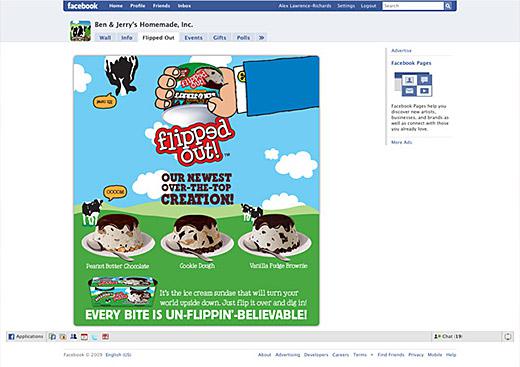 facebook Home Profile Friends Inbox Alex Lawrence-Richards Settings Logout Search
Ben & Jerry's Homemade, Inc.
Wall Info Flipped Out Events Gifts Polls »
Advertise
Facebook Pages
Facebook Pages help you
discover new artists,
businesses, and brands as
well as connect with those
you already love.
More Ads
flipped
out!™
OUR NEWEST
OVER-THE-TOP
CREATION!
OOOOM
Peanut Butter Chocolate Cookie Dough Vanilla Fudge Brownie
It's the ice cream sundae that will turn your
world upside down. Just flip it over and dig in!
EVERY BITE IS UN-FLIPPIN'-BELIEVABLE!
Applications Chat (19)
Facebook © 2009 English (US) About Advertising Developers Careers Terms • Find Friends Privacy Mobile Help